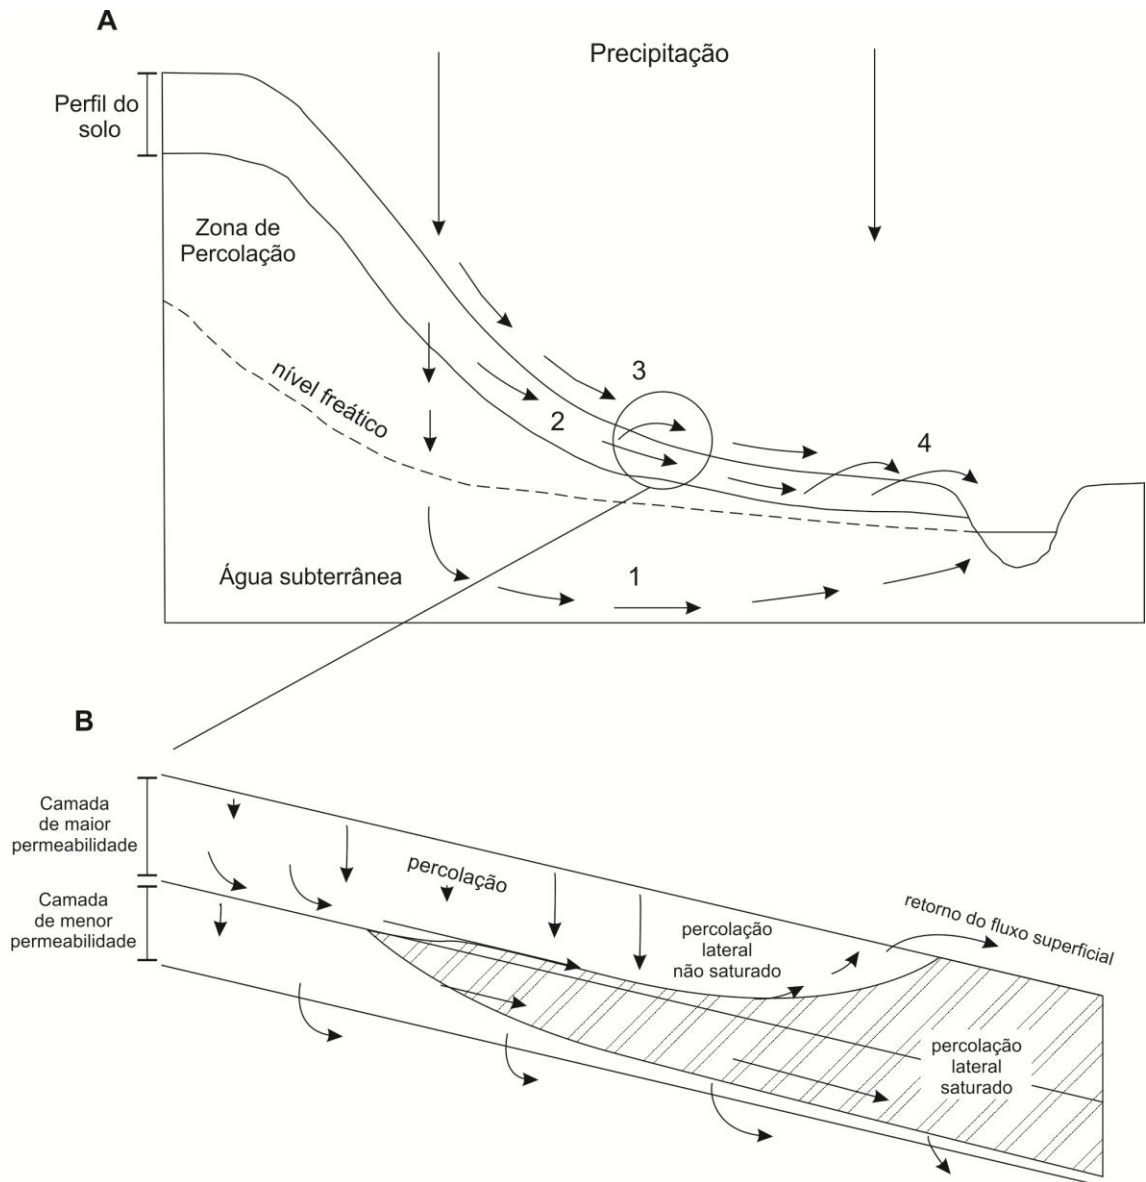 A
Precipitação
Perfil do
solo
Zona de
Percolação
nível freático
3
2
4
Água subterrânea
1
B
Camada
de maior
permeabilidade
Camada
de menor
permeabilidade
percolação
percolação
lateral
não saturado
retorno do fluxo superficial
percolação
lateral
saturado